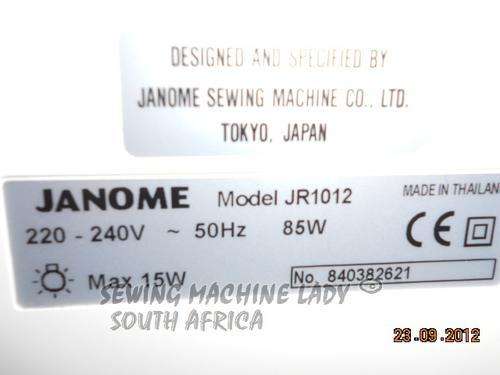 DESIGNED AND SPECIFIED BY
JANOME SEWING MACHINE CO., LTD.
TOKYO, JAPAN
JANOME Model JR1012 MADE IN THAILAN
220 - 240V ~ 50Hz 85W CE
Max 15W No. 840382621
SEWING MACHINE LADY ©
SOUTH AFRICA
23.09.2012